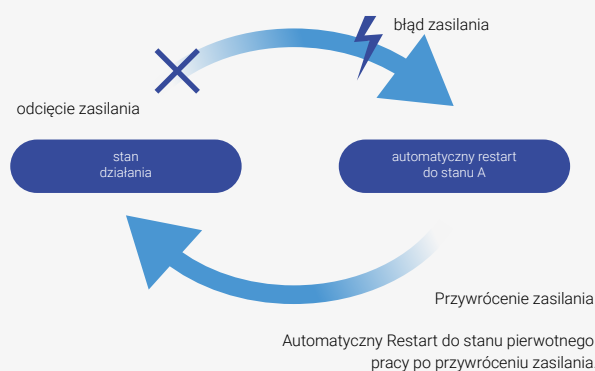 błąd zasilania
odcięcie zasilania
stan
działania
automatyczny restart
do stanu A
Przywrócenie zasilania
Automatyczny Restart do stanu pierwotnego
pracy po przywróceniu zasilania